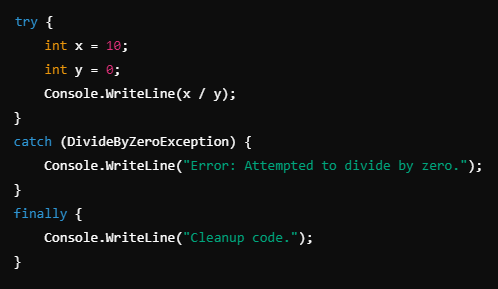 try {
    int x = 10;
    int y = 0;
    Console.WriteLine(x / y);
}
catch (DivideByZeroException) {
    Console.WriteLine("Error: Attempted to divide by zero.");
}
finally {
    Console.WriteLine("Cleanup code.");
}